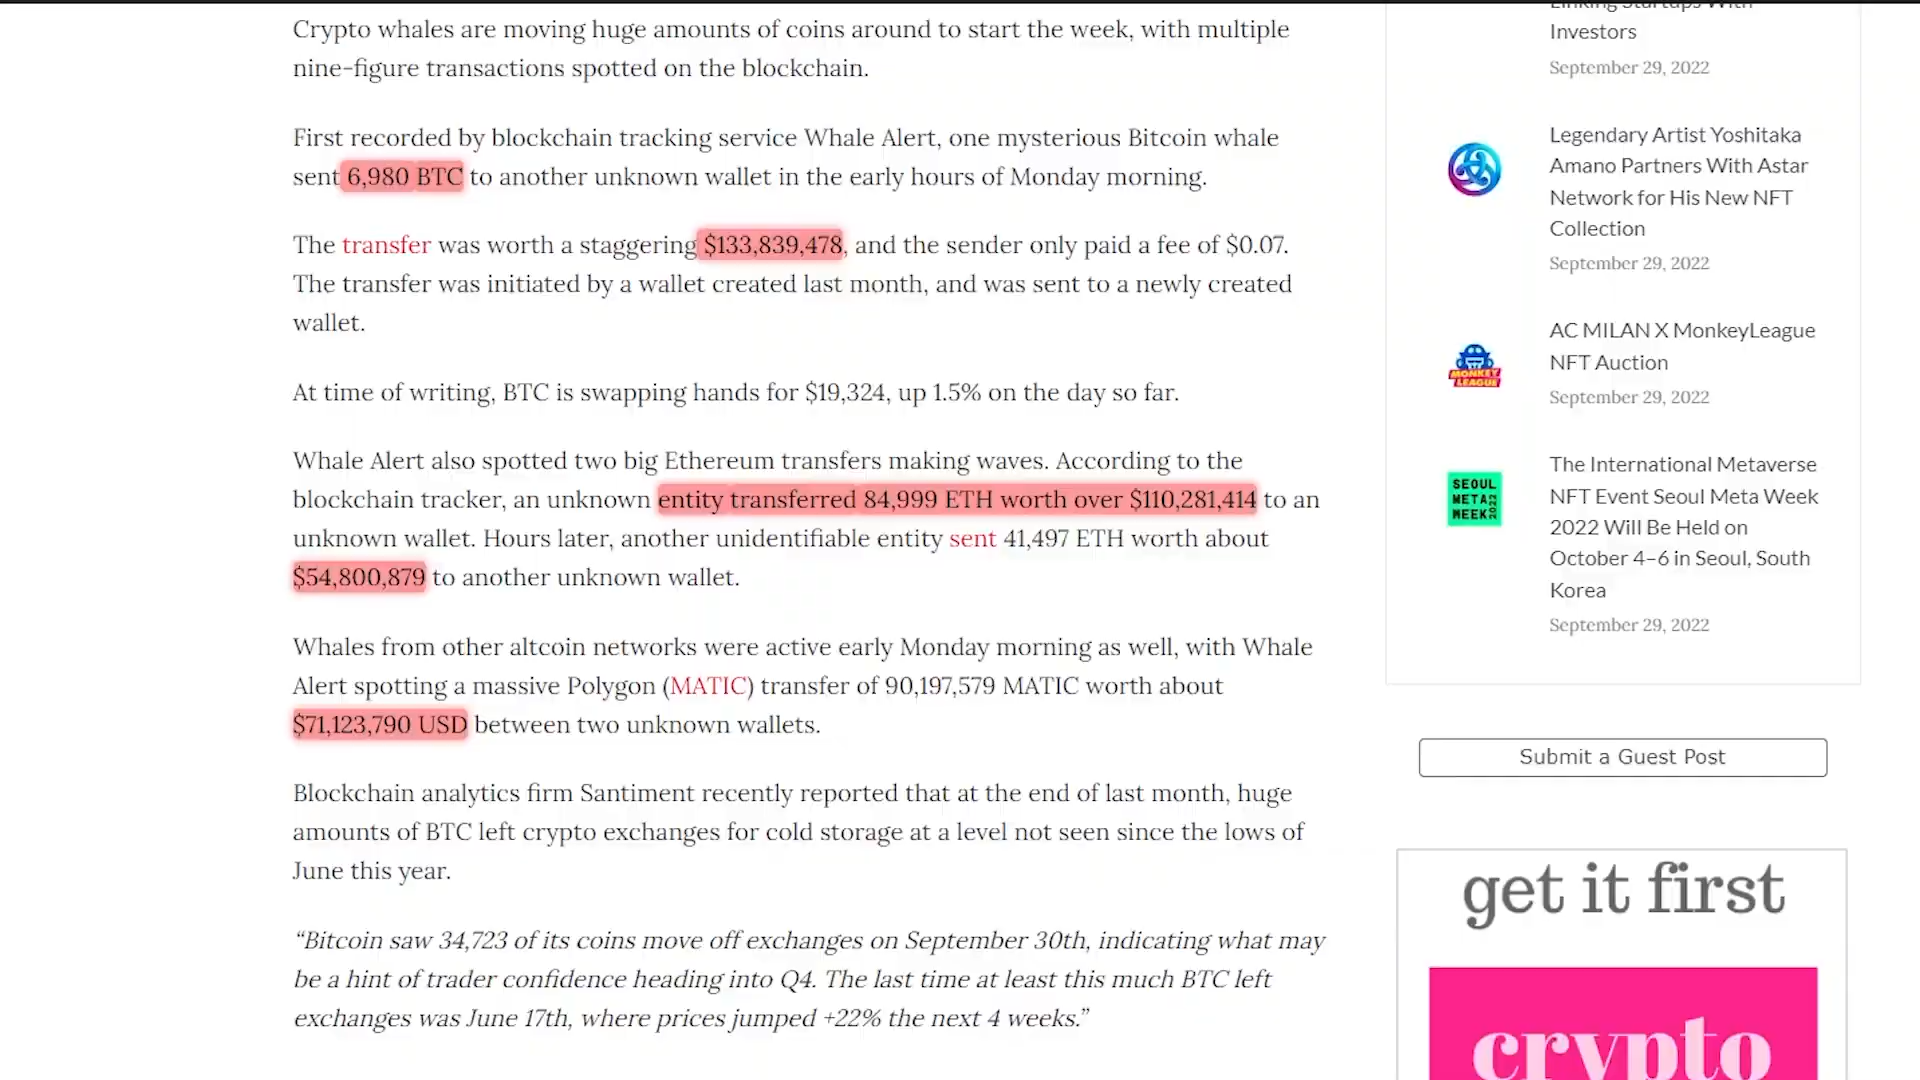 Crypto whales are moving huge amounts of coins around to start the week, with multiple
nine-figure transactions spotted on the blockchain.
First recorded by blockchain tracking service Whale Alert, one mysterious Bitcoin whale
sent 6,980 BTC to another unknown wallet in the early hours of Monday morning.
The transfer was worth a staggering $133,839,478, and the sender only paid a fee of $0.07.
The transfer was initiated by a wallet created last month, and was sent to a newly created
wallet.
At time of writing, BTC is swapping hands for $19,324, up 1.5% on the day so far.
Whale Alert also spotted two big Ethereum transfers making waves. According to the
blockchain tracker, an unknown entity transferred 84,999 ETH worth over $110,281,414 to an
unknown wallet. Hours later, another unidentifiable entity sent 41,497 ETH worth about
$54,800,879 to another unknown wallet.
Whales from other altcoin networks were active early Monday morning as well, with Whale
Alert spotting a massive Polygon (MATIC) transfer of 90,197,579 MATIC worth about
$71,123,790 USD between two unknown wallets.
Blockchain analytics firm Santiment recently reported that at the end of last month, huge
amounts of BTC left crypto exchanges for cold storage at a level not seen since the lows of
June this year.
“Bitcoin saw 34,723 of its coins move off exchanges on September 30th, indicating what may
be a hint of trader confidence heading into Q4. The last time at least this much BTC left
exchanges was June 17th, where prices jumped +22% the next 4 weeks.”
Linking Startups With
Investors
September 29, 2022
Legendary Artist Yoshitaka
Amano Partners With Astar
Network for His New NFT
Collection
September 29, 2022
MONKEY
LEAGUE
AC MILAN X MonkeyLeague
NFT Auction
September 29, 2022
SEOUL
META
WEEK
2022
The International Metaverse
NFT Event Seoul Meta Week
2022 Will Be Held on
October 4–6 in Seoul, South
Korea
September 29, 2022
Submit a Guest Post
get it first
crypto